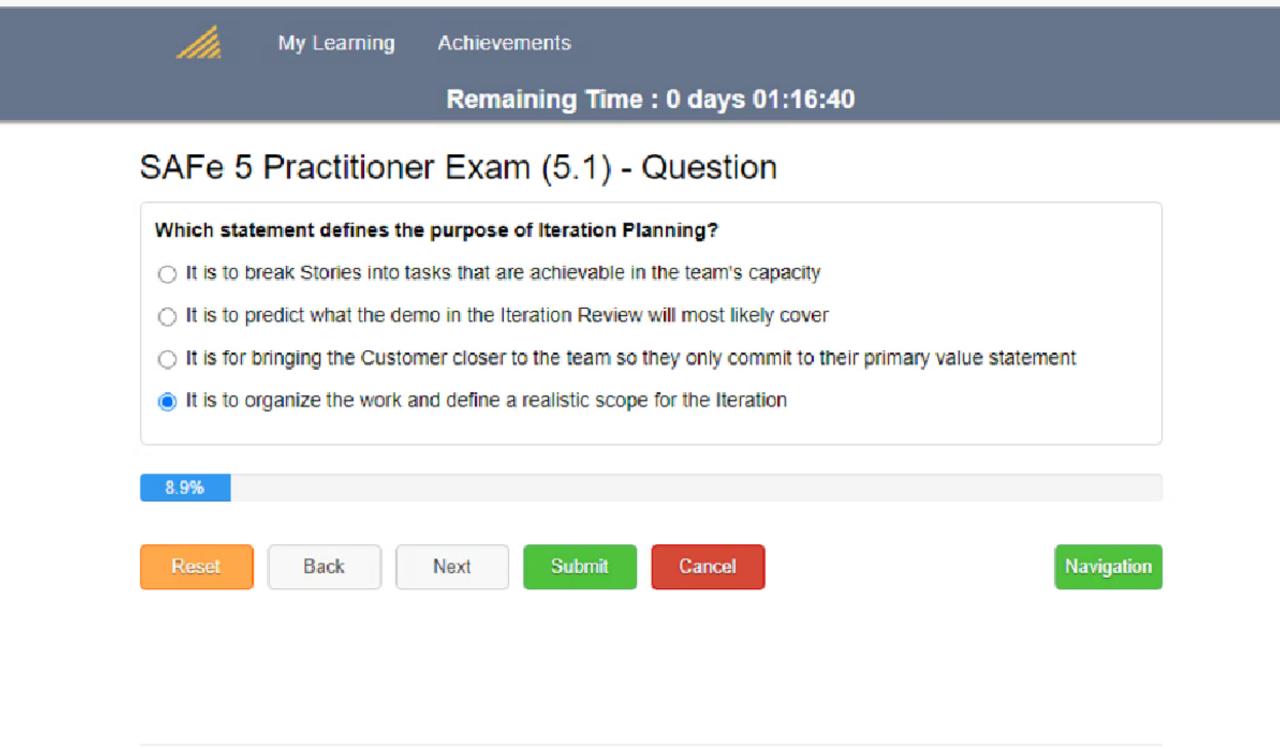 My Learning Achievements
Remaining Time : 0 days 01:16:40
SAFe 5 Practitioner Exam (5.1) - Question
Which statement defines the purpose of Iteration Planning?
It is to break Stories into tasks that are achievable in the team's capacity
It is to predict what the demo in the Iteration Review will most likely cover
It is for bringing the Customer closer to the team so they only commit to their primary value statement
It is to organize the work and define a realistic scope for the Iteration
8.9%
Reset Back Next Submit Cancel Navigation